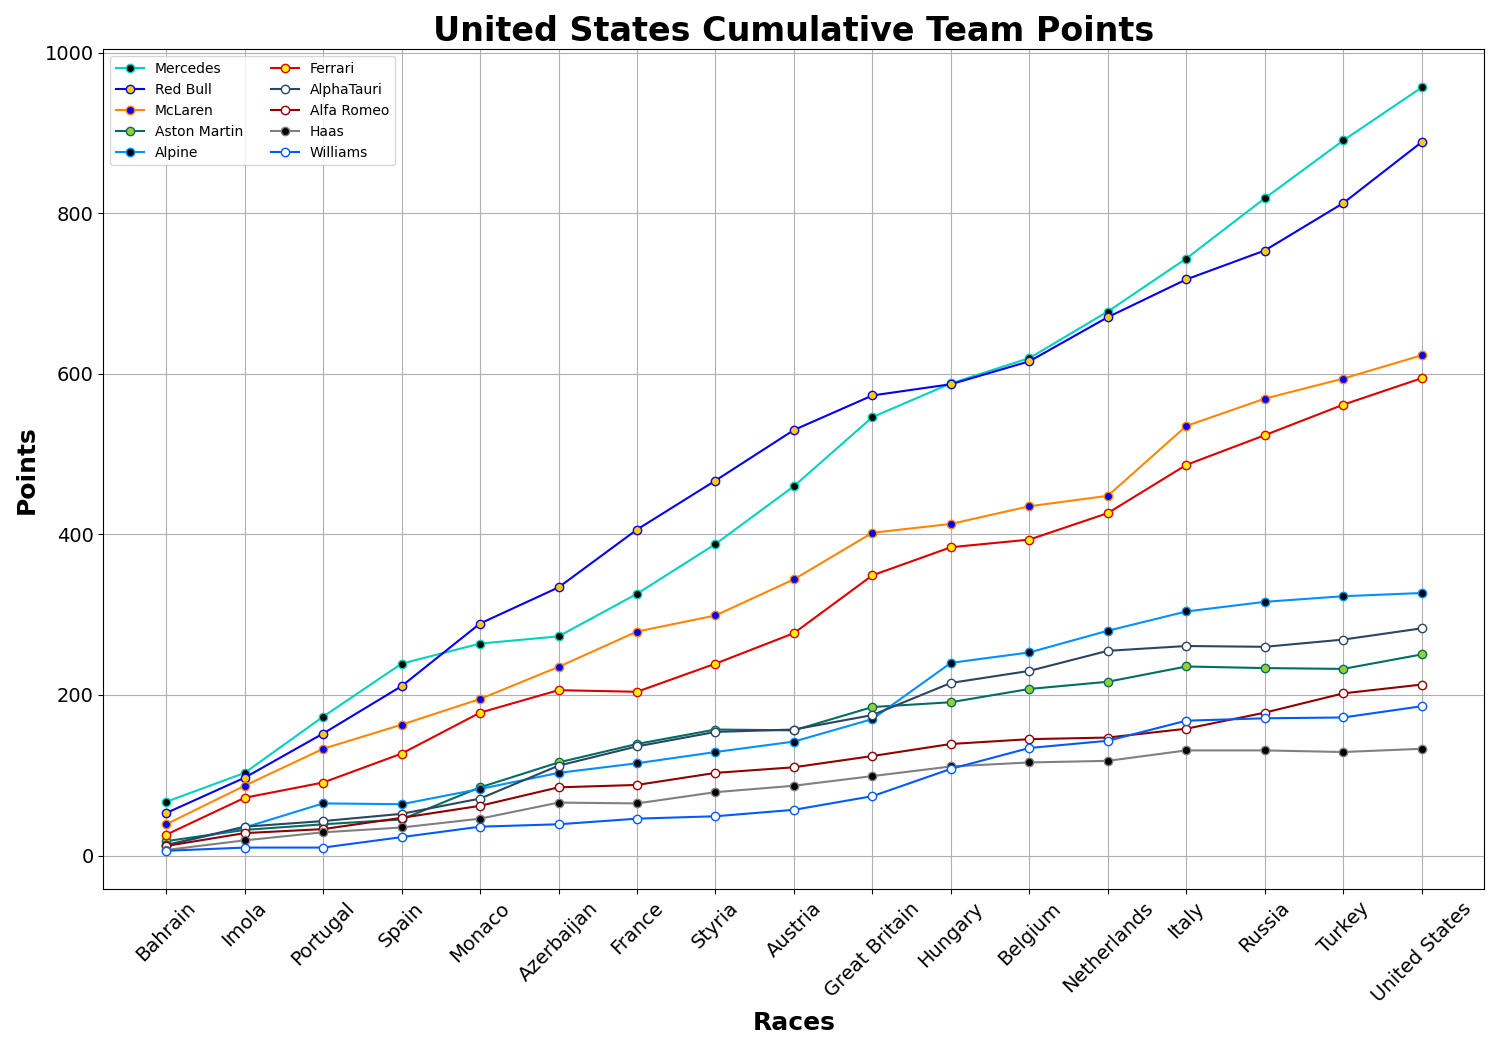 United States Cumulative Team Points
1000
800
600
400
200
0
Points
Mercedes
Red Bull
McLaren
Aston Martin
Alpine
Ferrari
AlphaTauri
Alfa Romeo
Haas
Williams
Bahrain
Imola
Portugal
Spain
Monaco
Azerbaijan
France
Styria
Austria
Great Britain
Hungary
Belgium
Netherlands
Italy
Russia
Turkey
United States
Races